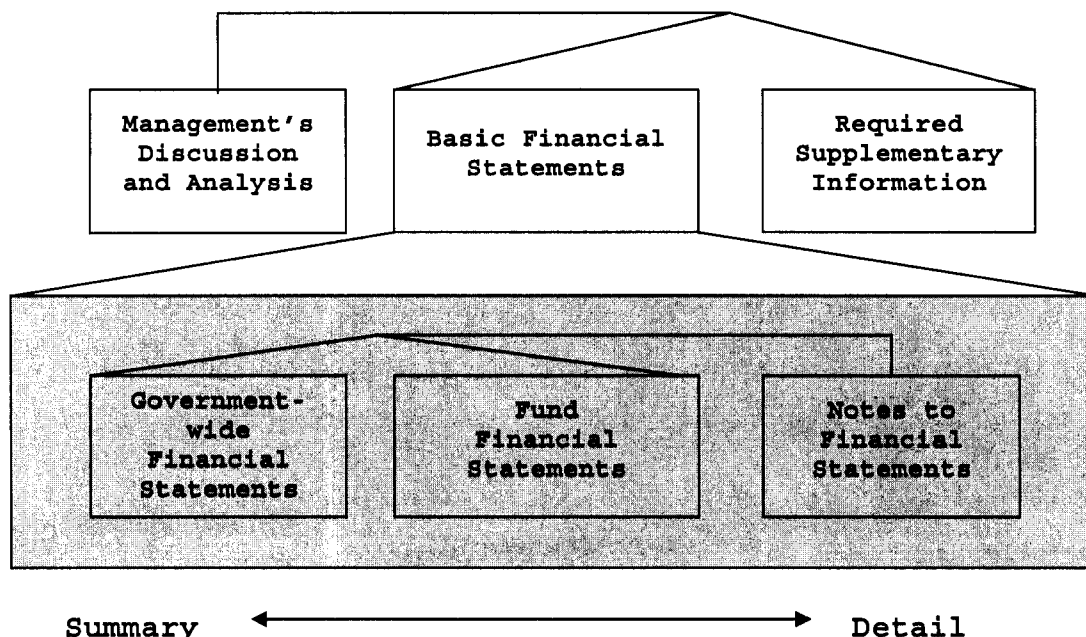 Management's
Discussion
and Analysis
Basic Financial
Statements
Required
Supplementary
Information
Government-
wide
Financial
Statements
Fund
Financial
Statements
Notes to
Financial
Statements
Summary
Detail